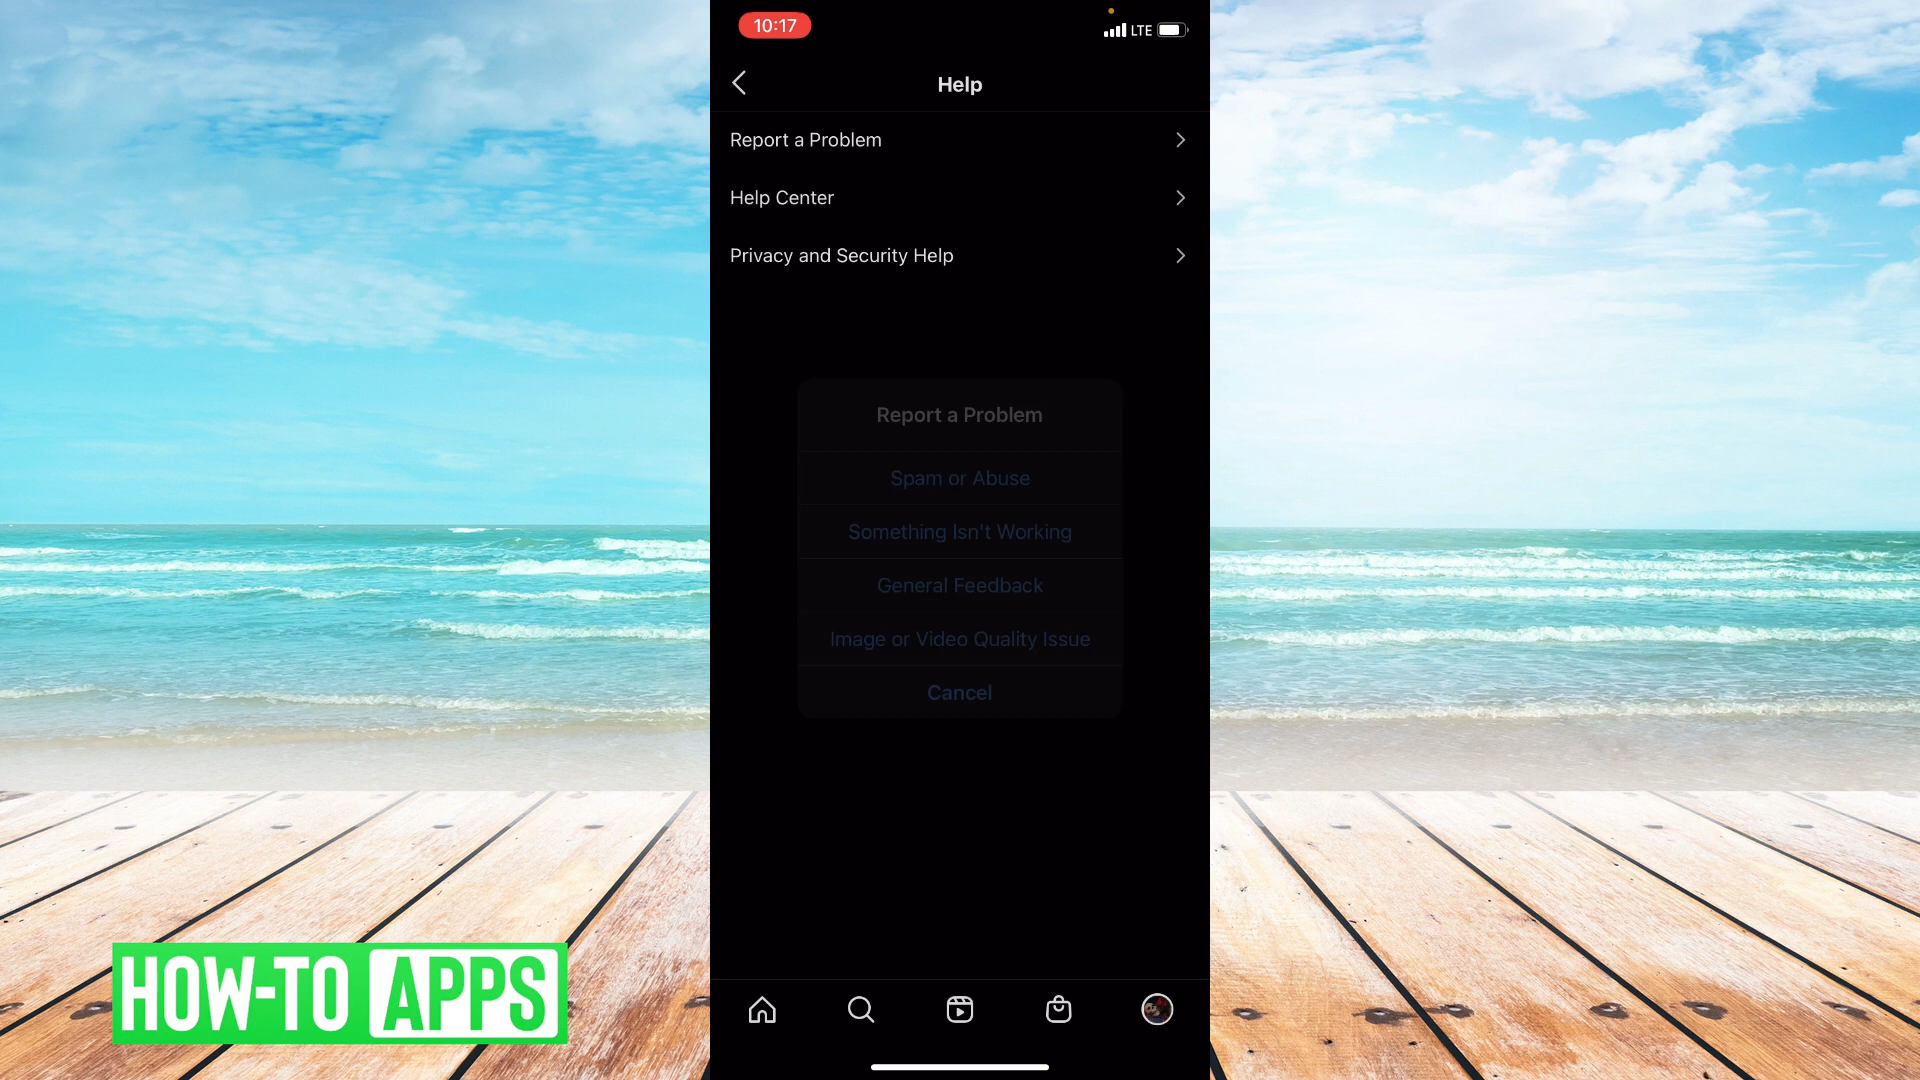 10:17
LTE
Help
Report a Problem
Help Center
Privacy and Security Help
Report a Problem
Spam or Abuse
Something Isn't Working
General Feedback
Image or Video Quality Issue
Cancel
HOW-TO APPS